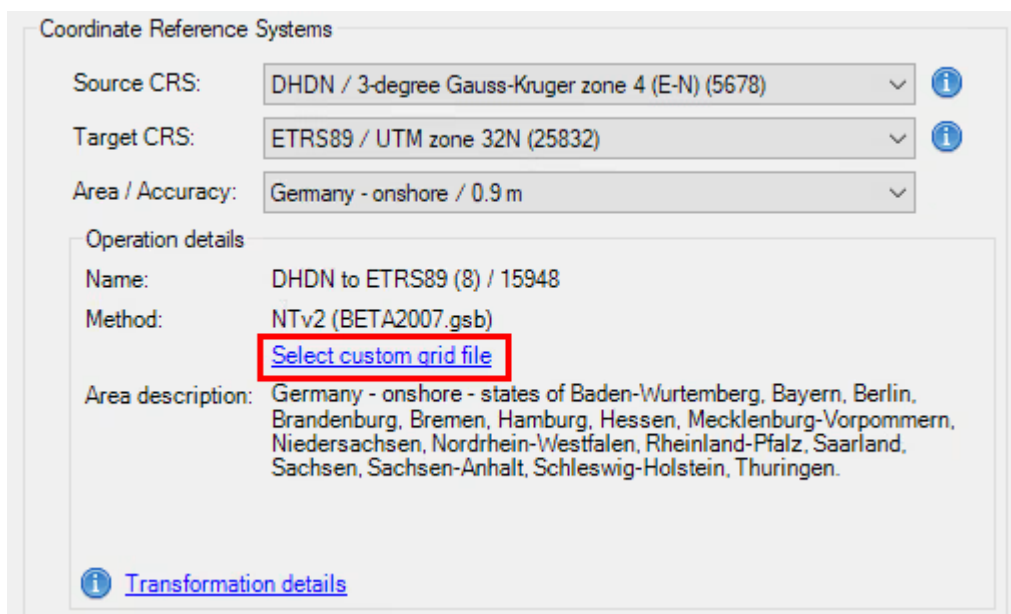 Coordinate Reference Systems
Source CRS: DHDN / 3-degree Gauss-Kruger zone 4 (E-N) (5678)
Target CRS: ETRS89 / UTM zone 32N (25832)
Area / Accuracy: Germany - onshore / 0.9 m
Operation details
Name: DHDN to ETRS89 (8) / 15948
Method: NTv2 (BETA2007.gsb)
Select custom grid file
Area description: Germany - onshore - states of Baden-Wurtemberg, Bayern, Berlin,
Brandenburg, Bremen, Hamburg, Hessen, Mecklenburg-Vorpommern,
Niedersachsen, Nordrhein-Westfalen, Rheinland-Pfalz, Saarland,
Sachsen, Sachsen-Anhalt, Schleswig-Holstein, Thuringen.
Transformation details